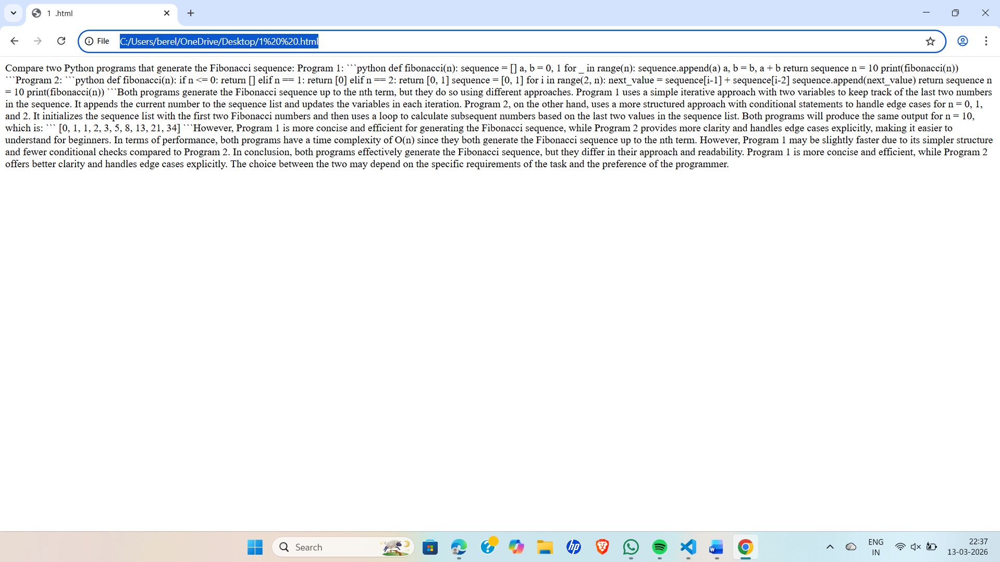 1 .html
File
C:/Users/berel/OneDrive/Desktop/1%20%20.html
Compare two Python programs that generate the Fibonacci sequence: Program 1: ```python def fibonacci(n): sequence = [] a, b = 0, 1 for _ in range(n): sequence.append(a) a, b = b, a + b return sequence n = 10 print(fibonacci(n))
```Program 2: ```python def fibonacci(n): if n <= 0: return [] elif n == 1: return [0] elif n == 2: return [0, 1] sequence = [0, 1] for i in range(2, n): next_value = sequence[i-1] + sequence[i-2] sequence.append(next_value) return sequence n
= 10 print(fibonacci(n)) ```Both programs generate the Fibonacci sequence up to the nth term, but they do so using different approaches. Program 1 uses a simple iterative approach with two variables to keep track of the last two numbers
in the sequence. It appends the current number to the sequence list and updates the variables in each iteration. Program 2, on the other hand, uses a more structured approach with conditional statements to handle edge cases for n = 0, 1,
and 2. It initializes the sequence list with the first two Fibonacci numbers and then uses a loop to calculate subsequent numbers based on the last two values in the sequence list. Both programs will produce the same output for n = 10,
which is: ``` [0, 1, 1, 2, 3, 5, 8, 13, 21, 34] ```However, Program 1 is more concise and efficient for generating the Fibonacci sequence, while Program 2 provides more clarity and handles edge cases explicitly, making it easier to
understand for beginners. In terms of performance, both programs have a time complexity of O(n) since they both generate the Fibonacci sequence up to the nth term. However, Program 1 may be slightly faster due to its simpler structure
and fewer conditional checks compared to Program 2. In conclusion, both programs effectively generate the Fibonacci sequence, but they differ in their approach and readability. Program 1 is more concise and efficient, while Program 2
offers better clarity and handles edge cases explicitly. The choice between the two may depend on the specific requirements of the task and the preference of the programmer.
Search
hp
W
ENG
IN
22:37
13-03-2026